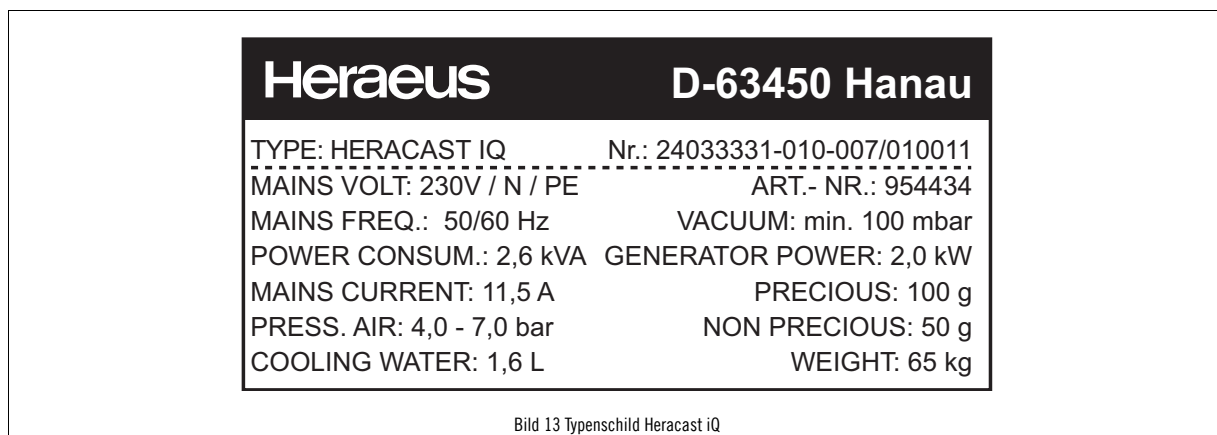 Heraeus D-63450 Hanau
TYPE: HERACAST IQ Nr.: 24033331-010-007/010011
MAINS VOLT: 230V / N / PE ART.- NR.: 954434
MAINS FREQ.: 50/60 Hz VACUUM: min. 100 mbar
POWER CONSUM.: 2,6 kVA GENERATOR POWER: 2,0 kW
MAINS CURRENT: 11,5 A PRECIOUS: 100 g
PRESS. AIR: 4,0 - 7,0 bar NON PRECIOUS: 50 g
COOLING WATER: 1,6 L WEIGHT: 65 kg
Bild 13 Typenschild Heracast iQ